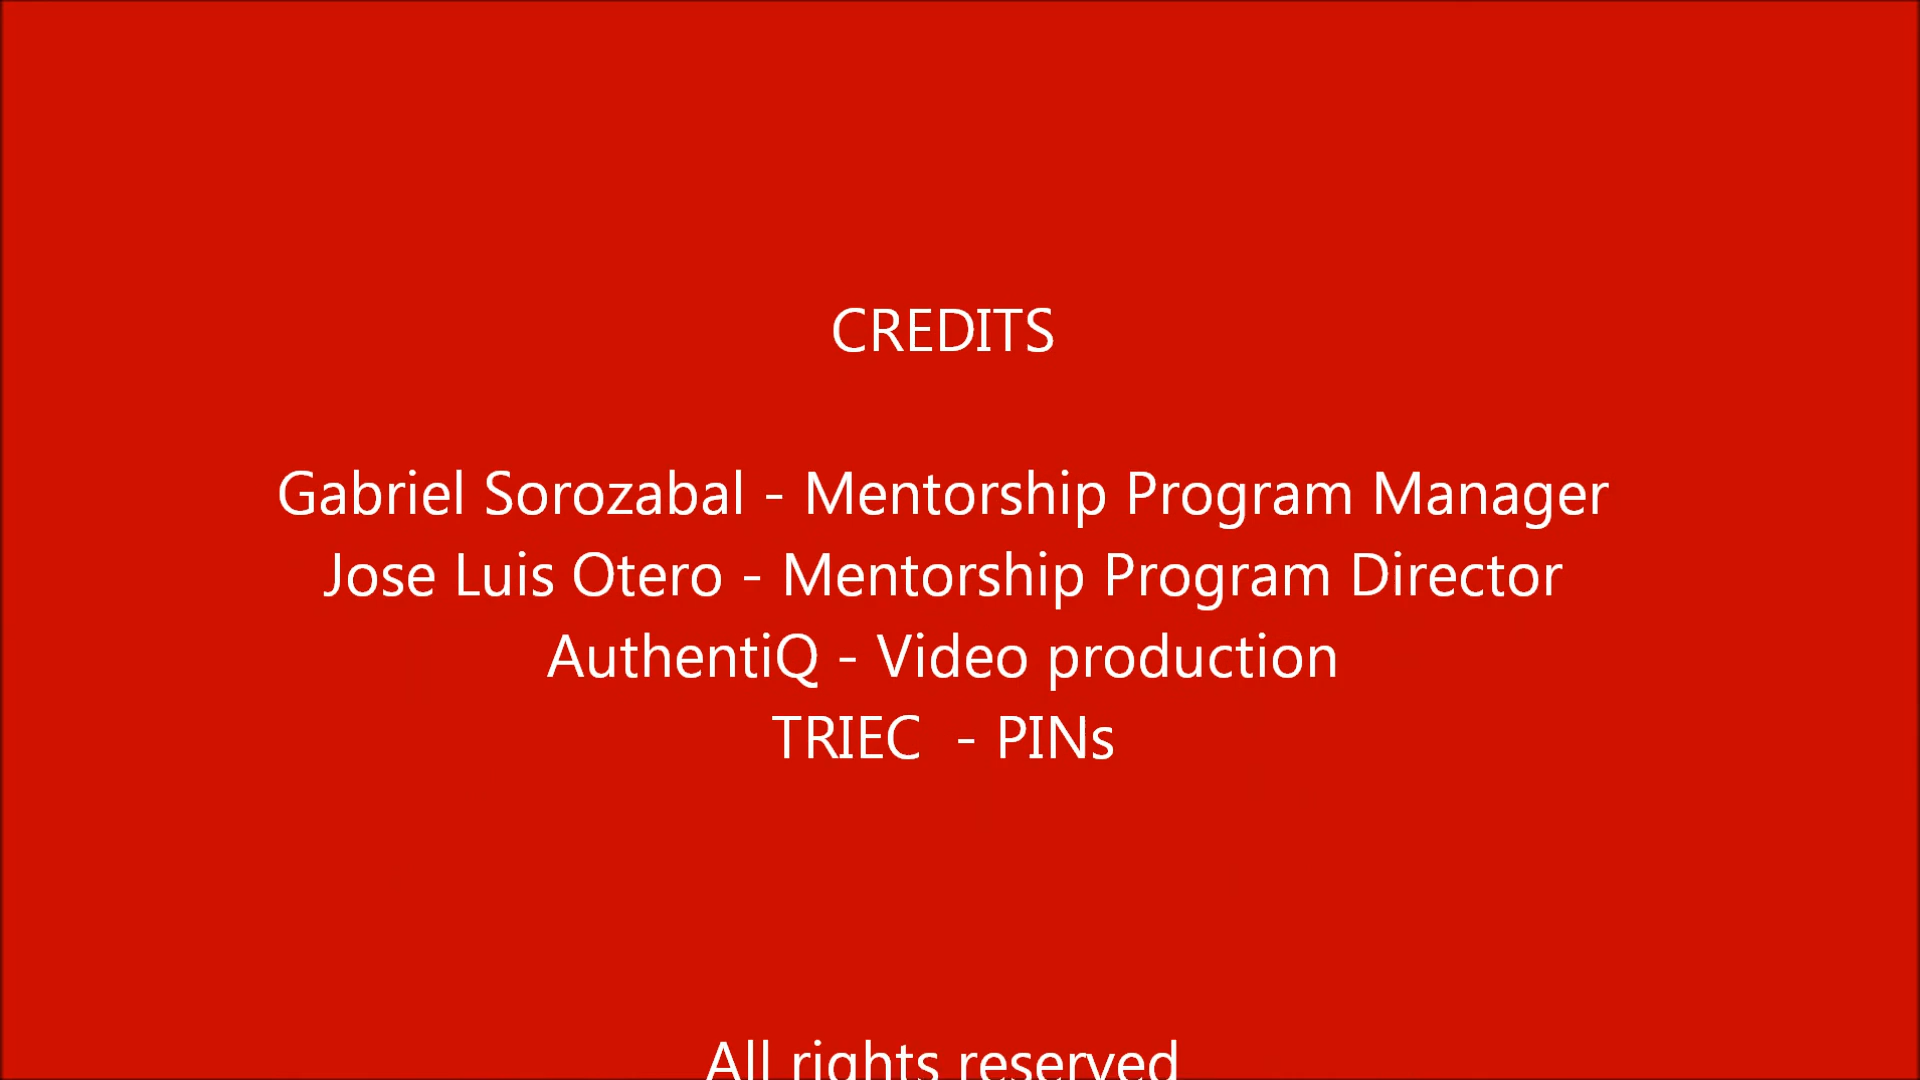 CREDITS
Gabriel Sorozabal - Mentorship Program Manager
Jose Luis Otero - Mentorship Program Director
AuthentiQ - Video production
TRIEC  - PINs
All rights reserved